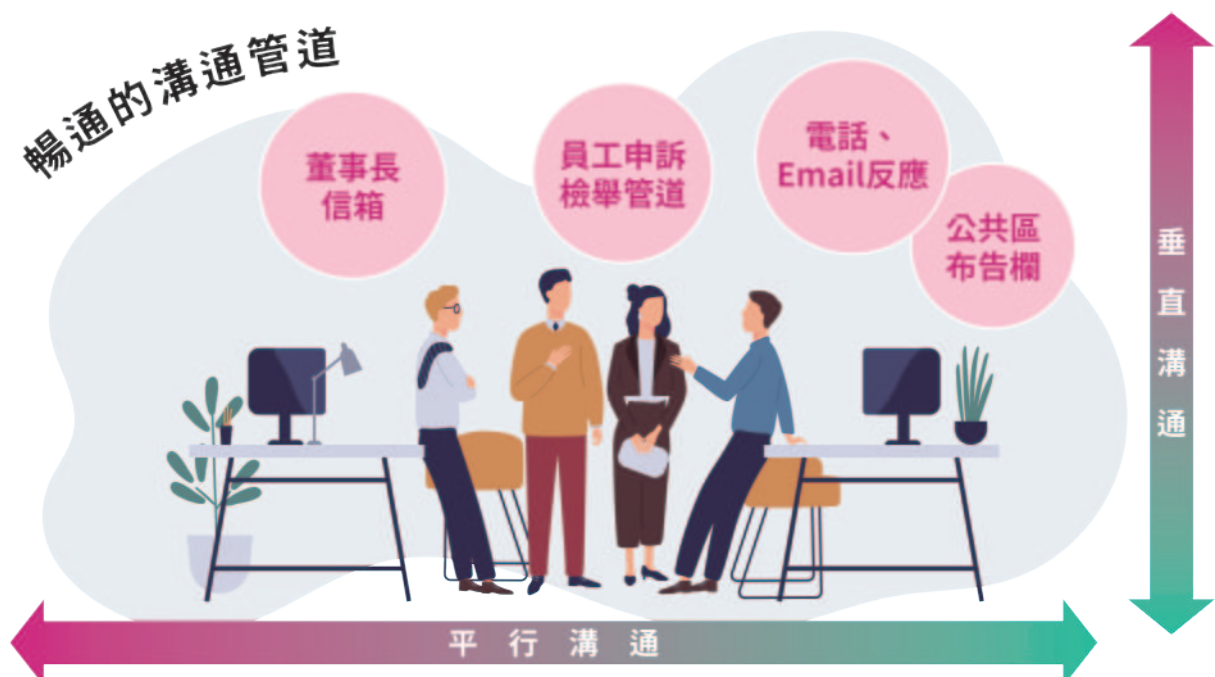 暢通的溝通管道
董事長
信箱
員工申訴
檢舉管道
電話、
Email反應
公共區
布告欄
垂直溝通
平行溝通